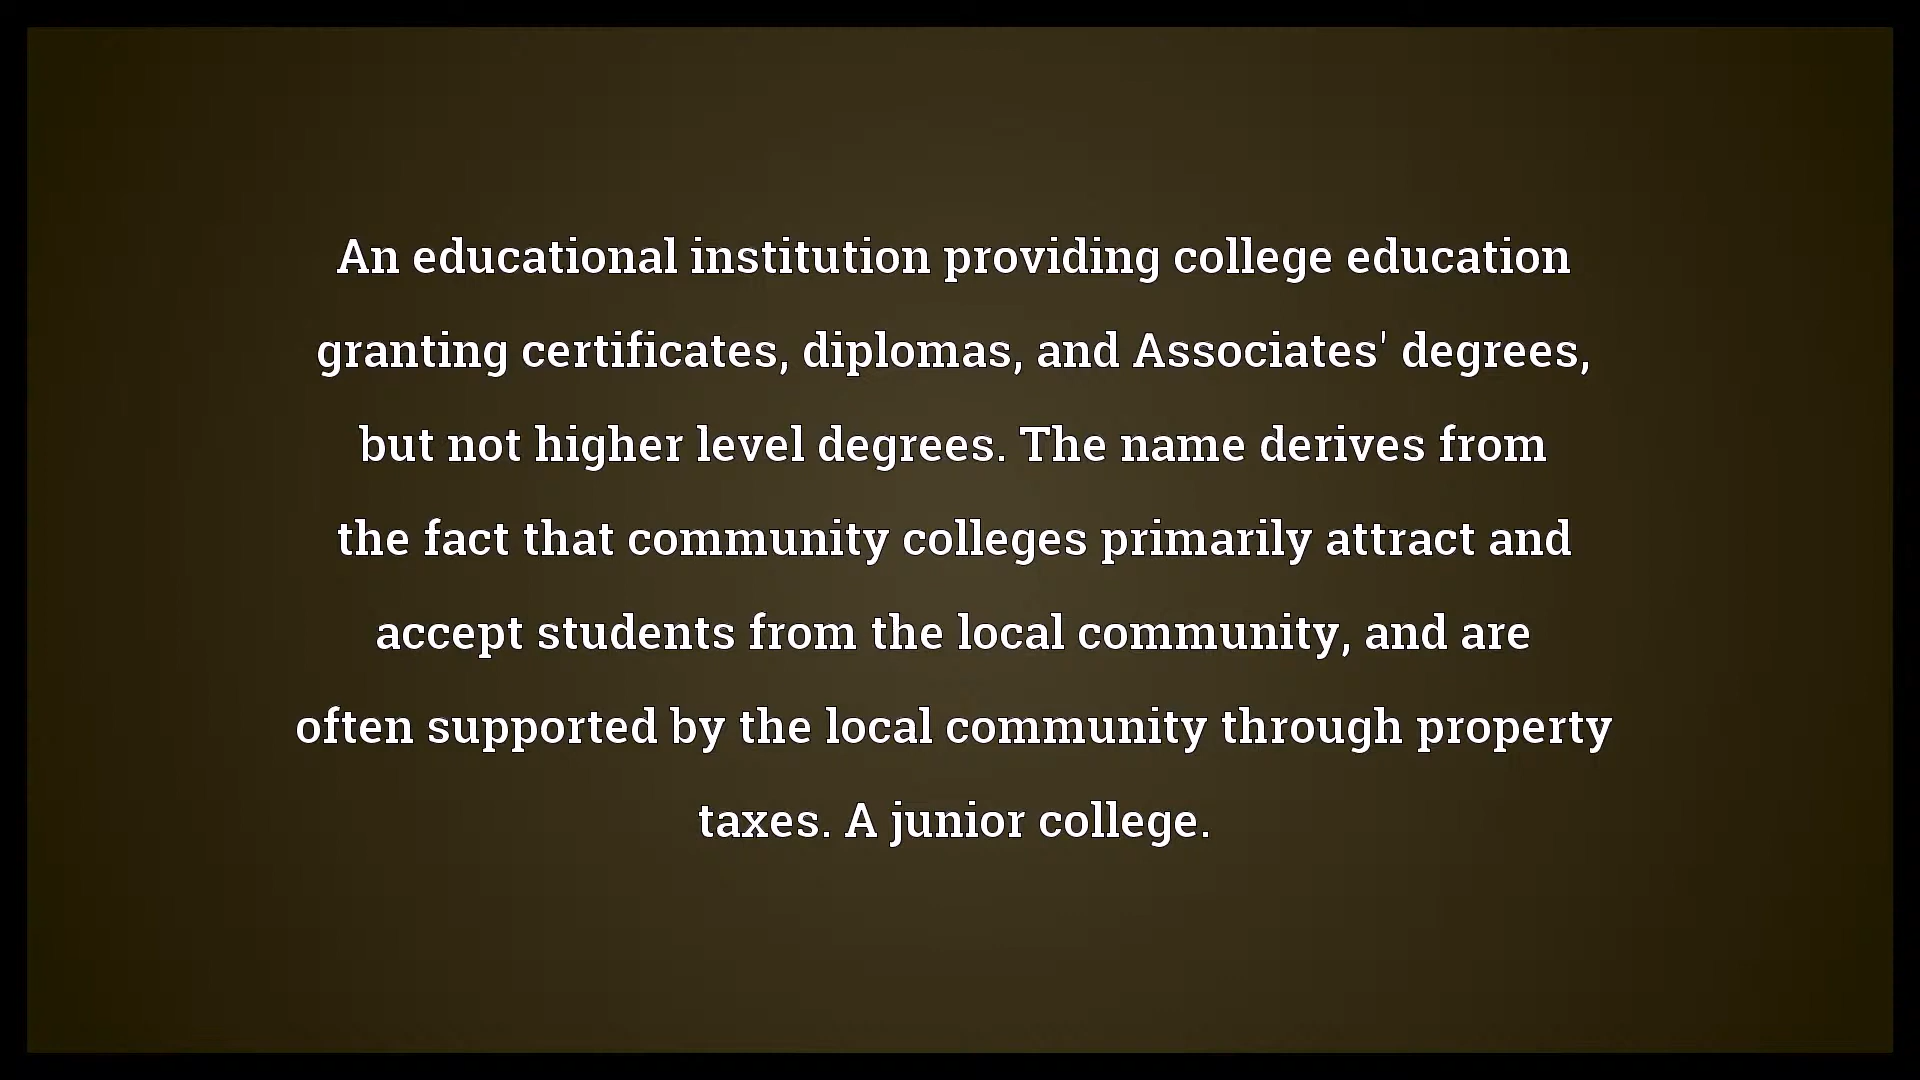 An educational institution providing college education
granting certificates, diplomas, and Associates' degrees,
but not higher level degrees. The name derives from
the fact that community colleges primarily attract and
accept students from the local community, and are
often supported by the local community through property
taxes. A junior college.